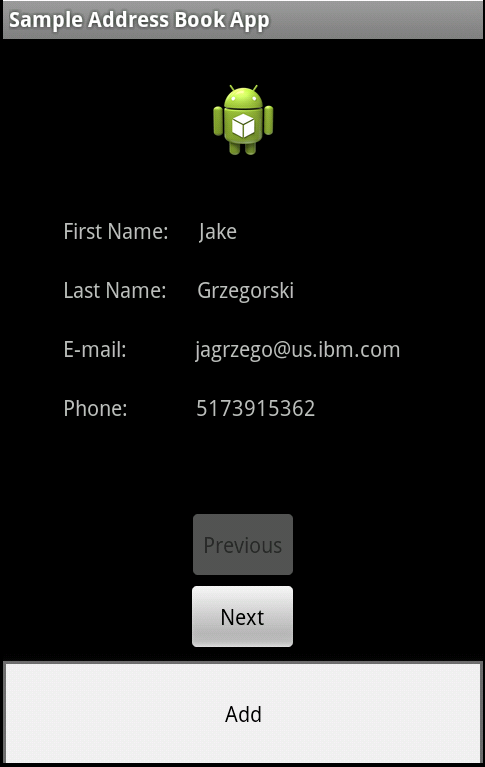 Sample Address Book App
First Name: Jake
Last Name: Grzegorski
E-mail: jagrzego@us.ibm.com
Phone: 5173915362
Previous
Next
Add